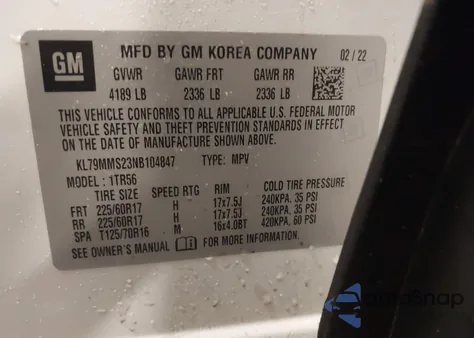 GM
MFD BY GM KOREA COMPANY 02 / 22
GVWR GAWR FRT GAWR RR
4189 LB 2336 LB 2336 LB
THIS VEHICLE CONFORMS TO ALL APPLICABLE U.S. FEDERAL MOTOR
VEHICLE SAFETY AND THEFT PREVENTION STANDARDS IN EFFECT ON
THE DATE OF MANUFACTURE SHOWN ABOVE.
KL79MMS23NB104847 TYPE: MPV
MODEL: 1TR56
TIRE SIZE SPEED RTG RIM COLD TIRE PRESSURE
FRT 225/60R17 H 17x7.5J 240KPA, 35 PSI
RR 225/60R17 H 17x7.5J 240KPA, 35 PSI
SPA T125/70R16 M 16x4.0BT 420KPA, 60 PSI
SEE OWNER'S MANUAL FOR MORE INFORMATION
AutoSnap